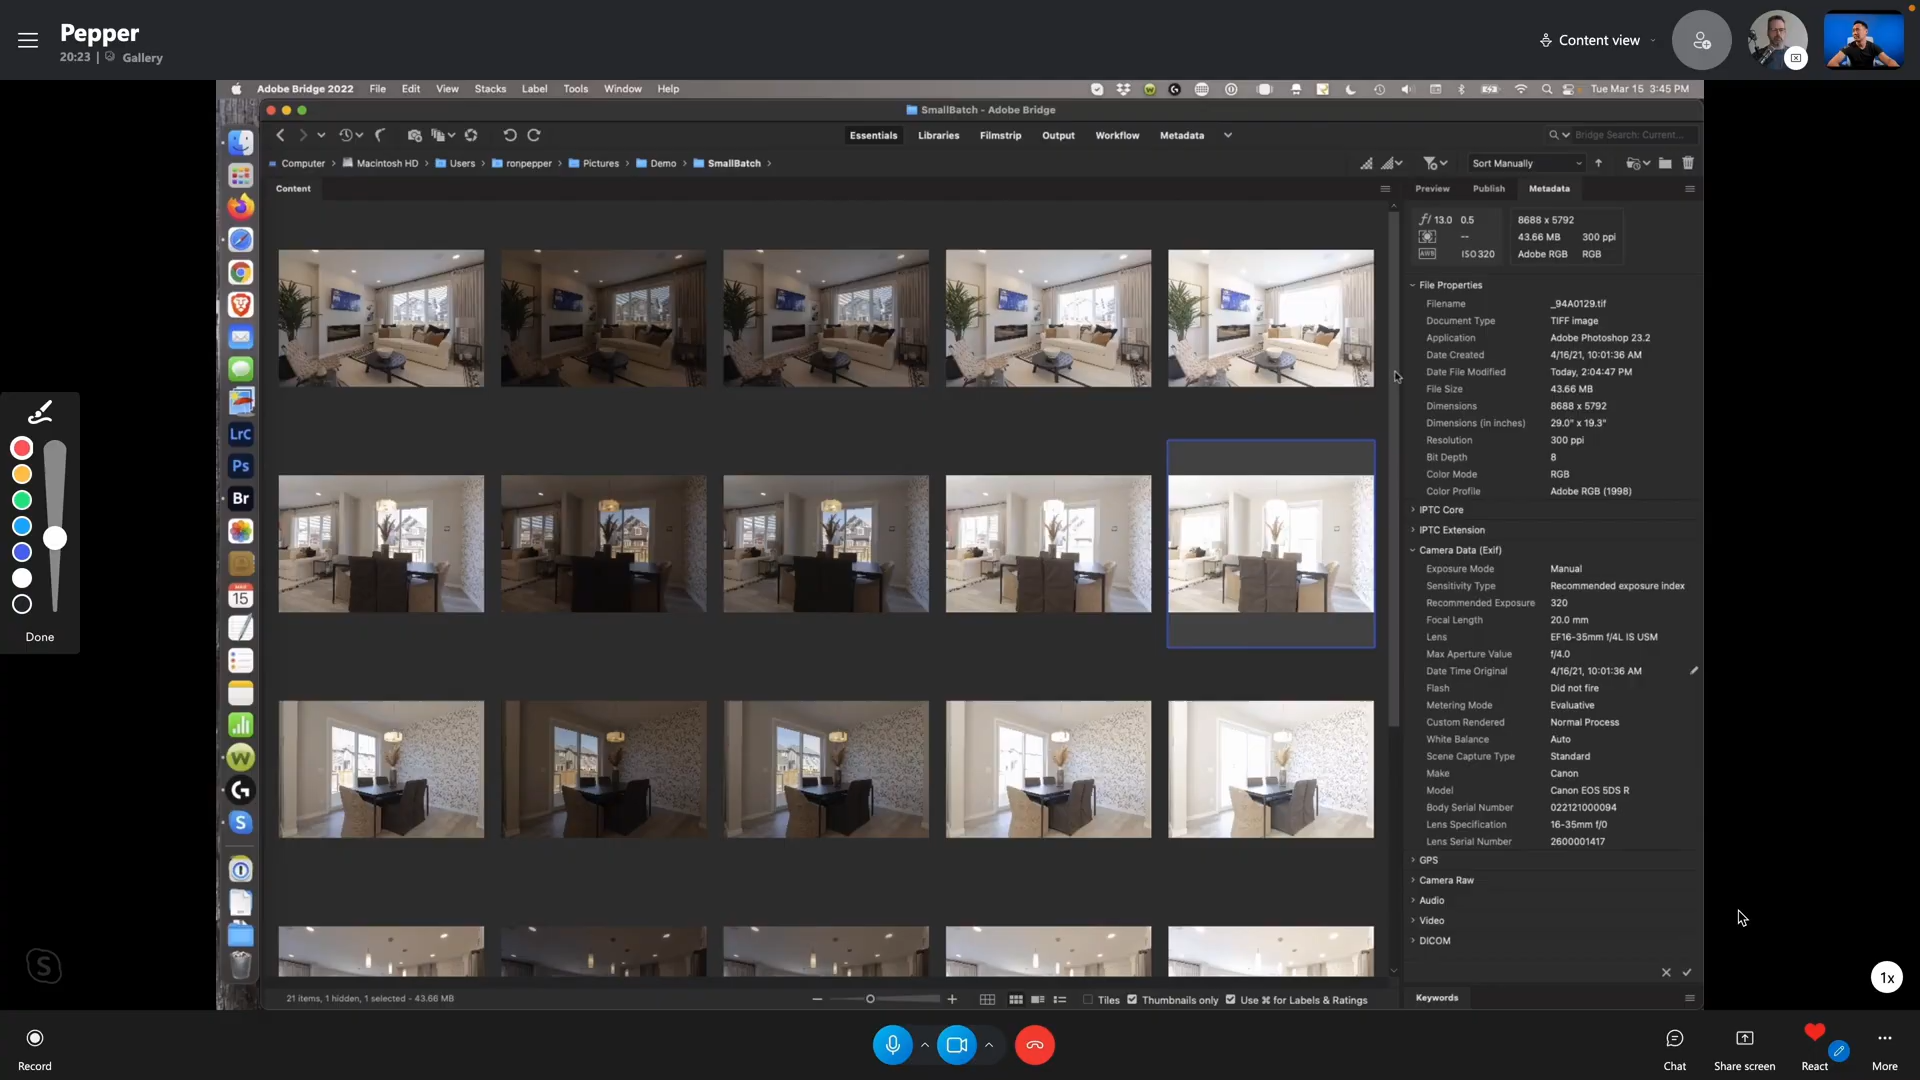 Pepper
20:23 | Gallery
Content view
Adobe Bridge 2022 File Edit View Stacks Label Tools Window Help
Tue Mar 15 3:45 PM
SmallBatch - Adobe Bridge
Essentials Libraries Filmstrip Output Workflow Metadata
Bridge Search: Current...
Computer Macintosh HD Users ronpepper Pictures Demo SmallBatch
Sort Manually
Content
Preview Publish Metadata
f/ 13.0 0.5
8688 x 5792
--
43.66 MB 300 ppi
AWB ISO320
Adobe RGB RGB
File Properties
Filename _94A0129.tif
Document Type TIFF image
Application Adobe Photoshop 23.2
Date Created 4/16/21, 10:01:36 AM
Date File Modified Today, 2:04:47 PM
File Size 43.66 MB
Dimensions 8688 x 5792
Dimensions (in inches) 29.0" x 19.3"
Resolution 300 ppi
Bit Depth 8
Color Mode RGB
Color Profile Adobe RGB (1998)
IPTC Core
IPTC Extension
Camera Data (Exif)
Exposure Mode Manual
Sensitivity Type Recommended exposure index
Recommended Exposure 320
Focal Length 20.0 mm
Lens EF16-35mm f/4L IS USM
Max Aperture Value f/4.0
Date Time Original 4/16/21, 10:01:36 AM
Flash Did not fire
Metering Mode Evaluative
Custom Rendered Normal Process
White Balance Auto
Scene Capture Type Standard
Make Canon
Model Canon EOS 5DS R
Body Serial Number 022121000094
Lens Specification 16-35mm f/0
Lens Serial Number 2600001417
GPS
Camera Raw
Audio
Video
DICOM
Keywords
LrC
Ps
Br
15
Done
21 items, 1 hidden, 1 selected - 43.66 MB
Tiles Thumbnails only Use ⌘ for Labels & Ratings
1x
Record
Chat
Share screen
React
More